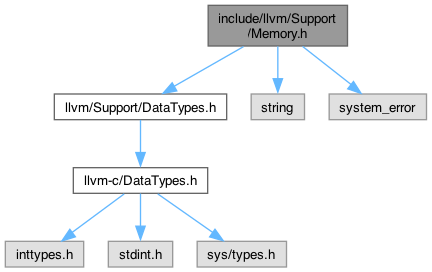 include/llvm/Support
/Memory.h
llvm/Support/DataTypes.h
string
system_error
llvm-c/DataTypes.h
inttypes.h
stdint.h
sys/types.h